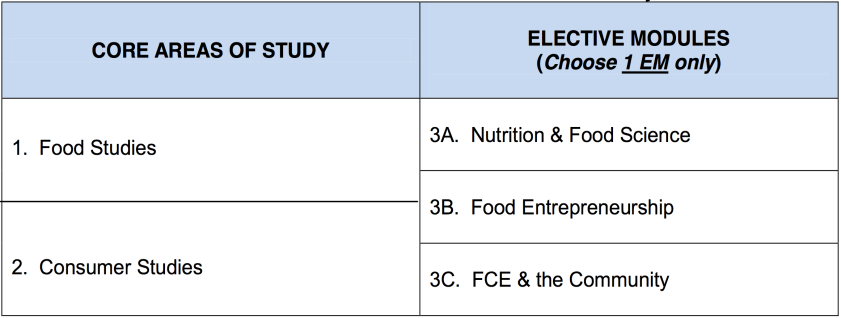 CORE AREAS OF STUDY
ELECTIVE MODULES
(Choose 1 EM only)
1. Food Studies
2. Consumer Studies
3A. Nutrition & Food Science
3B. Food Entrepreneurship
3C. FCE & the Community